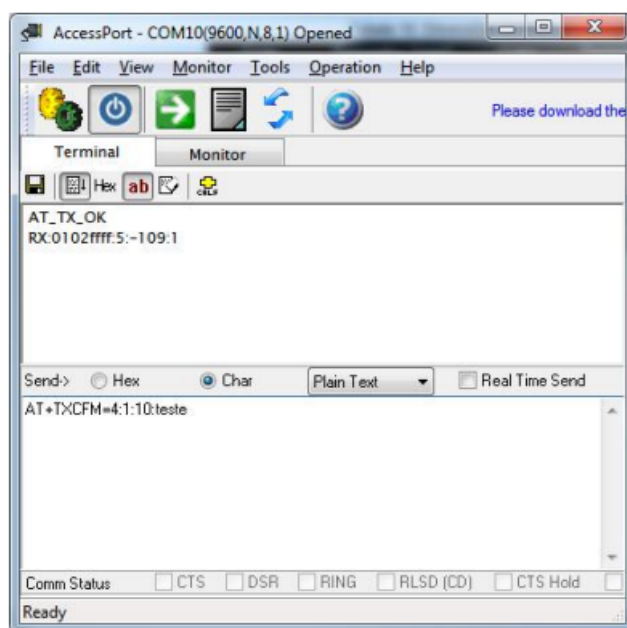 AccessPort - COM10(9600,N,8,1) Opened
File Edit View Monitor Tools Operation Help
Please download the
Terminal Monitor
Hex ab CRLF
AT_TX_OK
RX:0102ffff:5:-109:1
Send-> Hex Char Plain Text Real Time Send
AT+TXCFM=4:1:10:teste
Comm Status CTS DSR RING RLSD (CD) CTS Hold
Ready